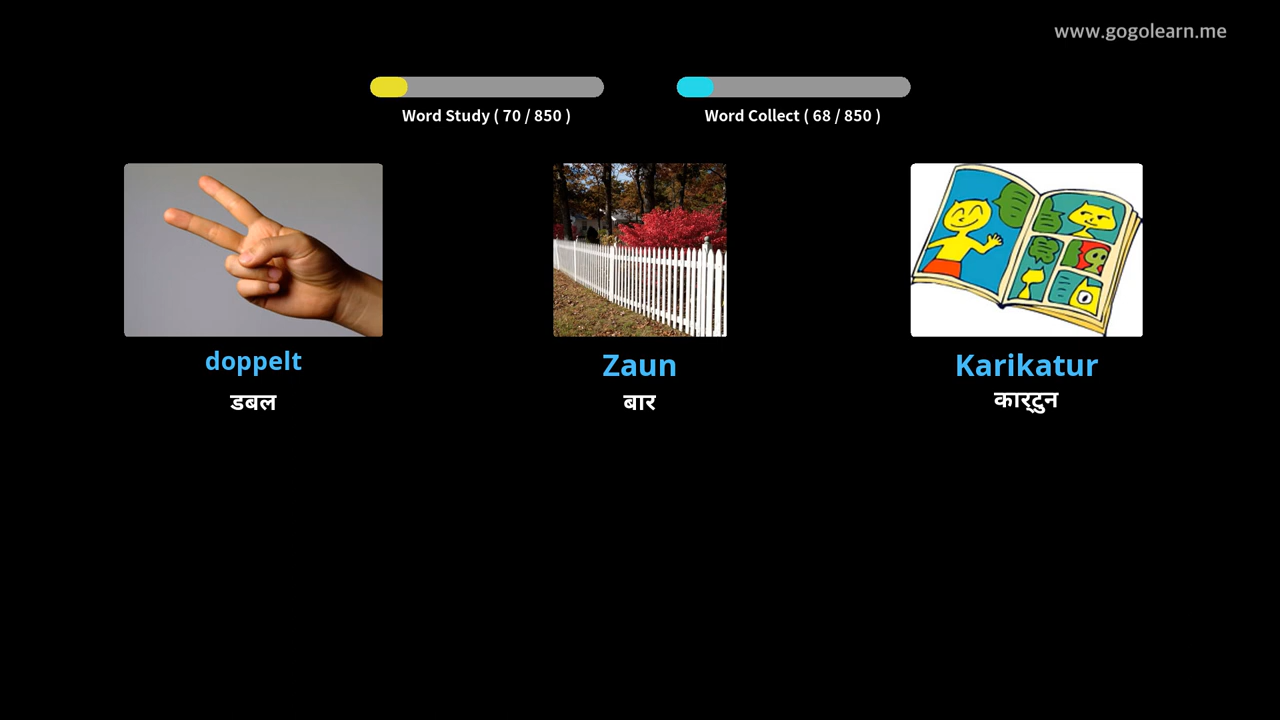 www.gogolearn.me
Word Study ( 70 / 850 )
Word Collect ( 68 / 850 )
doppelt
Zaun
Karikatur
डबल
बार
कार्टुन